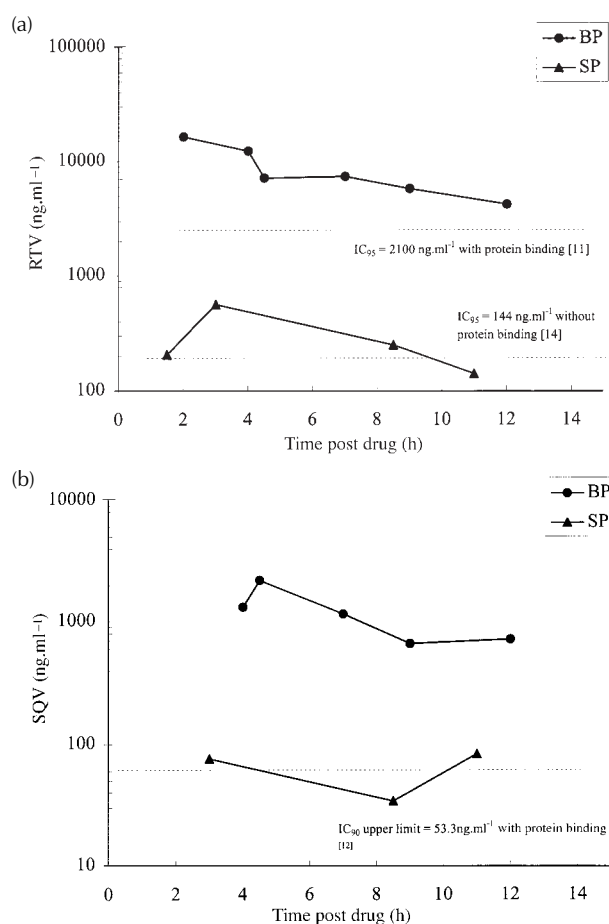 (a)
BP
SP
100000
10000
1000
100
RTV (ng.ml⁻¹)
IC₉₅ = 2100 ng.ml⁻¹ with protein binding [11]
IC₉₅ = 144 ng.ml⁻¹ without
protein binding [14]
0 2 4 6 8 10 12 14
Time post drug (h)
(b)
BP
SP
10000
1000
100
10
SQV (ng.ml⁻¹)
IC₉₀ upper limit = 53.3ng.ml⁻¹ with protein binding
[12]
0 2 4 6 8 10 12 14
Time post drug (h)